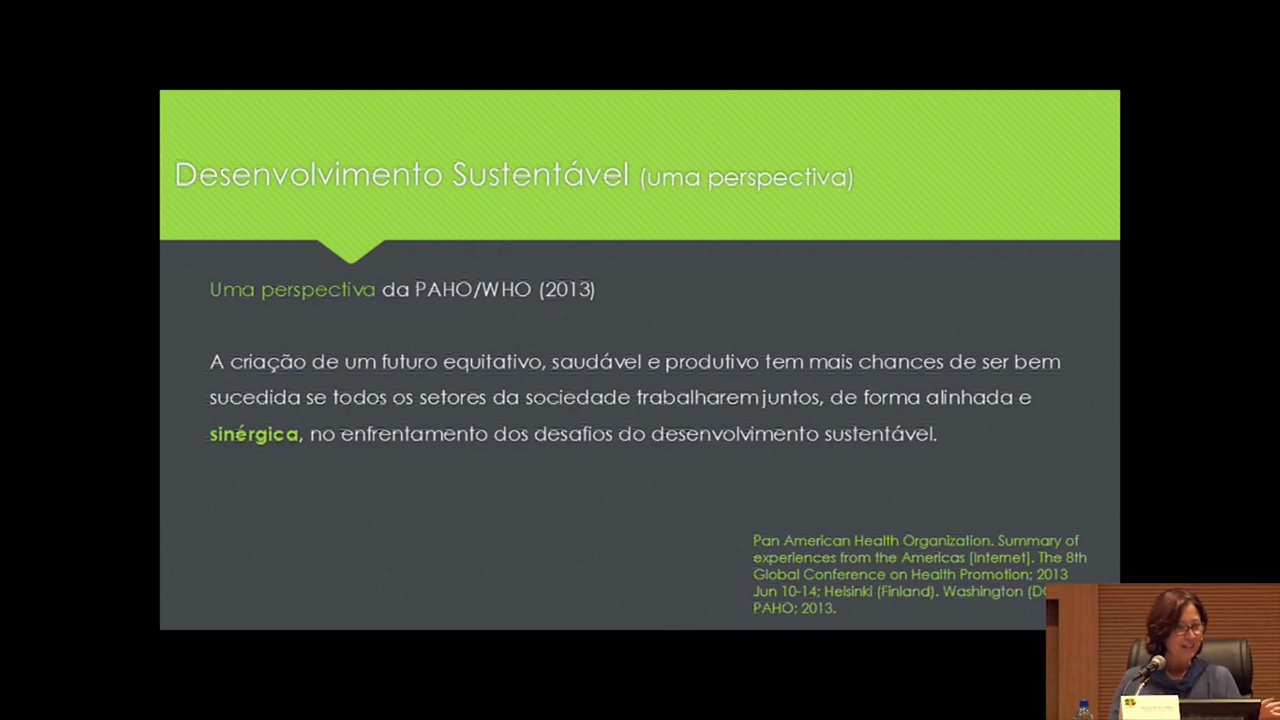 Desenvolvimento Sustentável (uma perspectiva)
Uma perspectiva da PAHO/WHO (2013)
A criação de um futuro equitativo, saudável e produtivo tem mais chances de ser bem
sucedida se todos os setores da sociedade trabalharem juntos, de forma alinhada e
sinérgica, no enfrentamento dos desafios do desenvolvimento sustentável.
Pan American Health Organization. Summary of
experiences from the Americas [Internet]. The 8th
Global Conference on Health Promotion; 2013
Jun 10-14; Helsinki (Finland). Washington
PAHO; 2013.